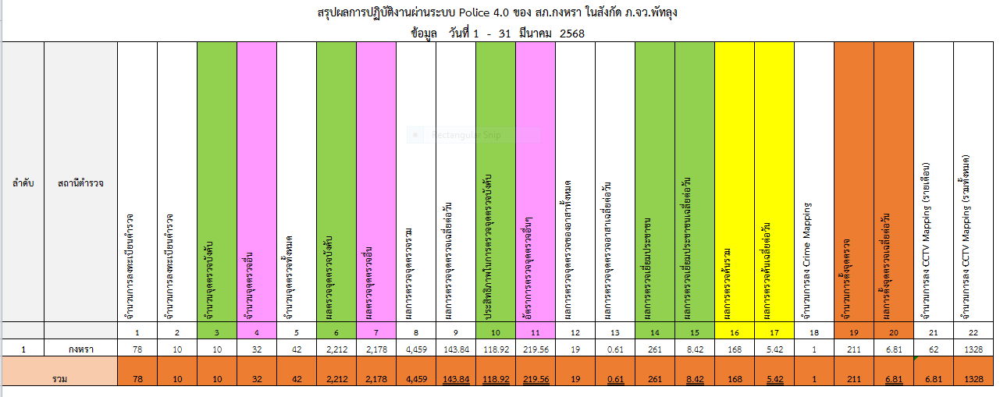 สรุปผลการปฏิบัติงานผ่านระบบ Police 4.0 ของ สภ.กงหรา ในสังกัด ภ.จว.พัทลุง
ข้อมูล วันที่ 1 - 31 มีนาคม 2568
Rectangular Snip
ลำดับ
สถานีตำรวจ
จำนวนการลงทะเบียนตำรวจ
จำนวนการลงทะเบียนตำรวจ
จำนวนจุดตรวจบังคับ
จำนวนจุดตรวจอื่น
จำนวนจุดตรวจทั้งหมด
ผลตรวจจุดตรวจบังคับ
ผลตรวจจุดตรวจอื่น
ผลการตรวจจุดตรวจรวม
ผลการตรวจจุดตรวจเฉลี่ยต่อวัน
ประสิทธิภาพในการตรวจจุดตรวจบังคับ
อัตราการตรวจจุดตรวจอื่นๆ
ผลการตรวจจุดตรวจของอาสาทั้งหมด
ผลการตรวจจุดตรวจอาสาเฉลี่ยต่อวัน
ผลการตรวจเยี่ยมประชาชน
ผลการตรวจเยี่ยมประชาชนเฉลี่ยต่อวัน
ผลการตรวจค้นรวม
ผลการตรวจค้นเฉลี่ยต่อวัน
จำนวนการลง Crime Mapping
จำนวนการตั้งจุดตรวจ
ผลการตั้งจุดตรวจเฉลี่ยต่อวัน
จำนวนการลง CCTV Mapping (รายเดือน)
จำนวนการลง CCTV Mapping (รวมทั้งหมด)
1 2 3 4 5 6 7 8 9 10 11 12 13 14 15 16 17 18 19 20 21 22
1 กงหรา 78 10 10 32 42 2,212 2,178 4,459 143.84 118.92 219.56 19 0.61 261 8.42 168 5.42 1 211 6.81 62 1328
รวม 78 10 10 32 42 2,212 2,178 4,459 143.84 118.92 219.56 19 0.61 261 8.42 168 5.42 1 211 6.81 6.81 1328